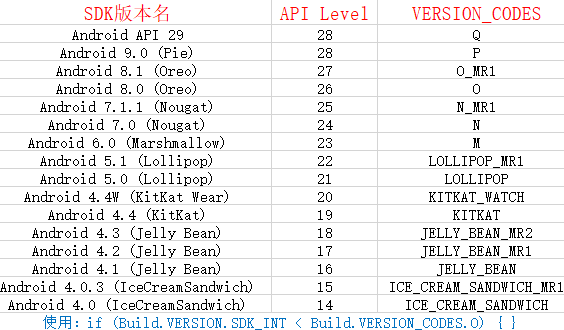 SDK版本名 API Level VERSION_CODES
Android API 29 28 Q
Android 9.0 (Pie) 28 P
Android 8.1 (Oreo) 27 O_MR1
Android 8.0 (Oreo) 26 O
Android 7.1.1 (Nougat) 25 N_MR1
Android 7.0 (Nougat) 24 N
Android 6.0 (Marshmallow) 23 M
Android 5.1 (Lollipop) 22 LOLLIPOP_MR1
Android 5.0 (Lollipop) 21 LOLLIPOP
Android 4.4W (KitKat Wear) 20 KITKAT_WATCH
Android 4.4 (KitKat) 19 KITKAT
Android 4.3 (Jelly Bean) 18 JELLY_BEAN_MR2
Android 4.2 (Jelly Bean) 17 JELLY_BEAN_MR1
Android 4.1 (Jelly Bean) 16 JELLY_BEAN
Android 4.0.3 (IceCreamSandwich) 15 ICE_CREAM_SANDWICH_MR1
Android 4.0 (IceCreamSandwich) 14 ICE_CREAM_SANDWICH
使用：if (Build.VERSION.SDK_INT < Build.VERSION_CODES.O) { }